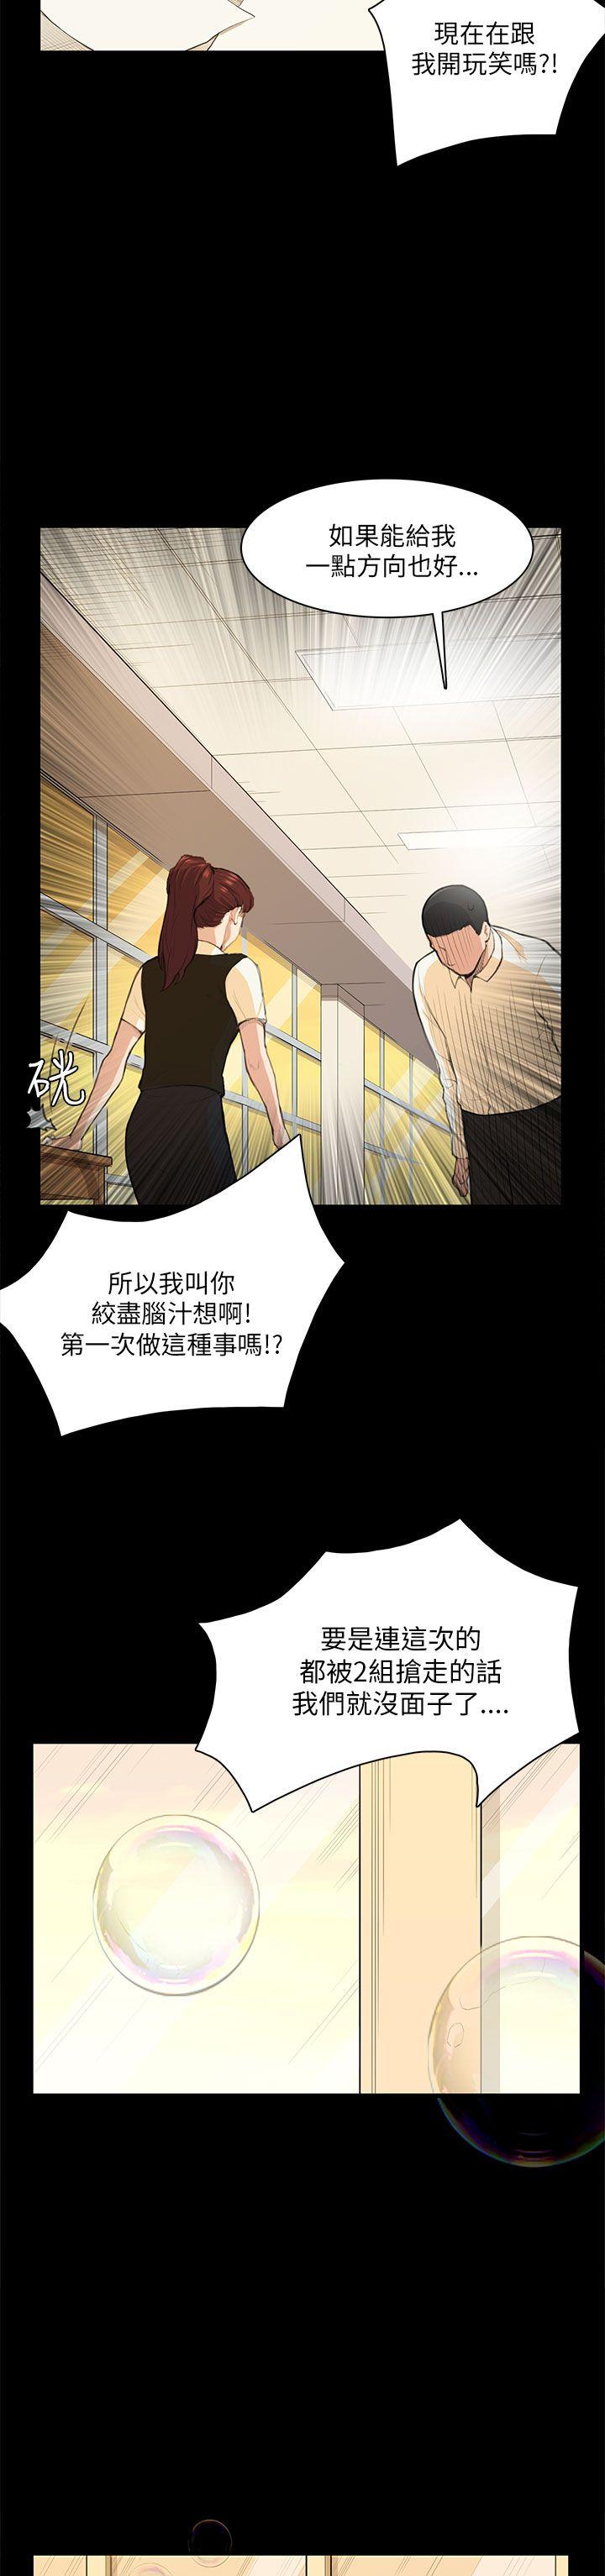 現在在跟
我開玩笑嗎?!
如果能給我
一點方向也好...
砊
所以我叫你
絞盡腦汁想啊!
第一次做這種事嗎!?
要是連這次的
都被2組搶走的話
我們就沒面子了....